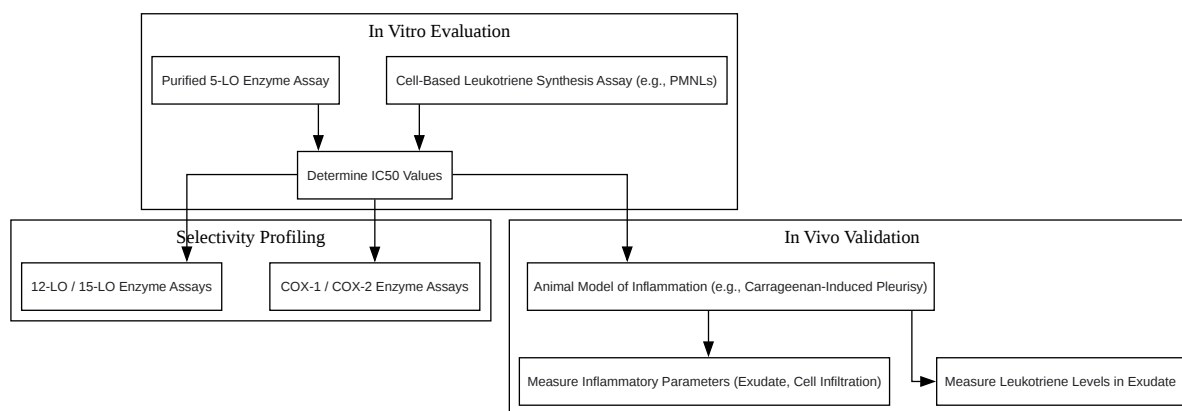 In Vitro Evaluation
Purified 5-LO Enzyme Assay
Cell-Based Leukotriene Synthesis Assay (e.g., PMNLs)
Determine IC50 Values
Selectivity Profiling
12-LO / 15-LO Enzyme Assays
COX-1 / COX-2 Enzyme Assays
In Vivo Validation
Animal Model of Inflammation (e.g., Carrageenan-Induced Pleurisy)
Measure Inflammatory Parameters (Exudate, Cell Infiltration)
Measure Leukotriene Levels in Exudate